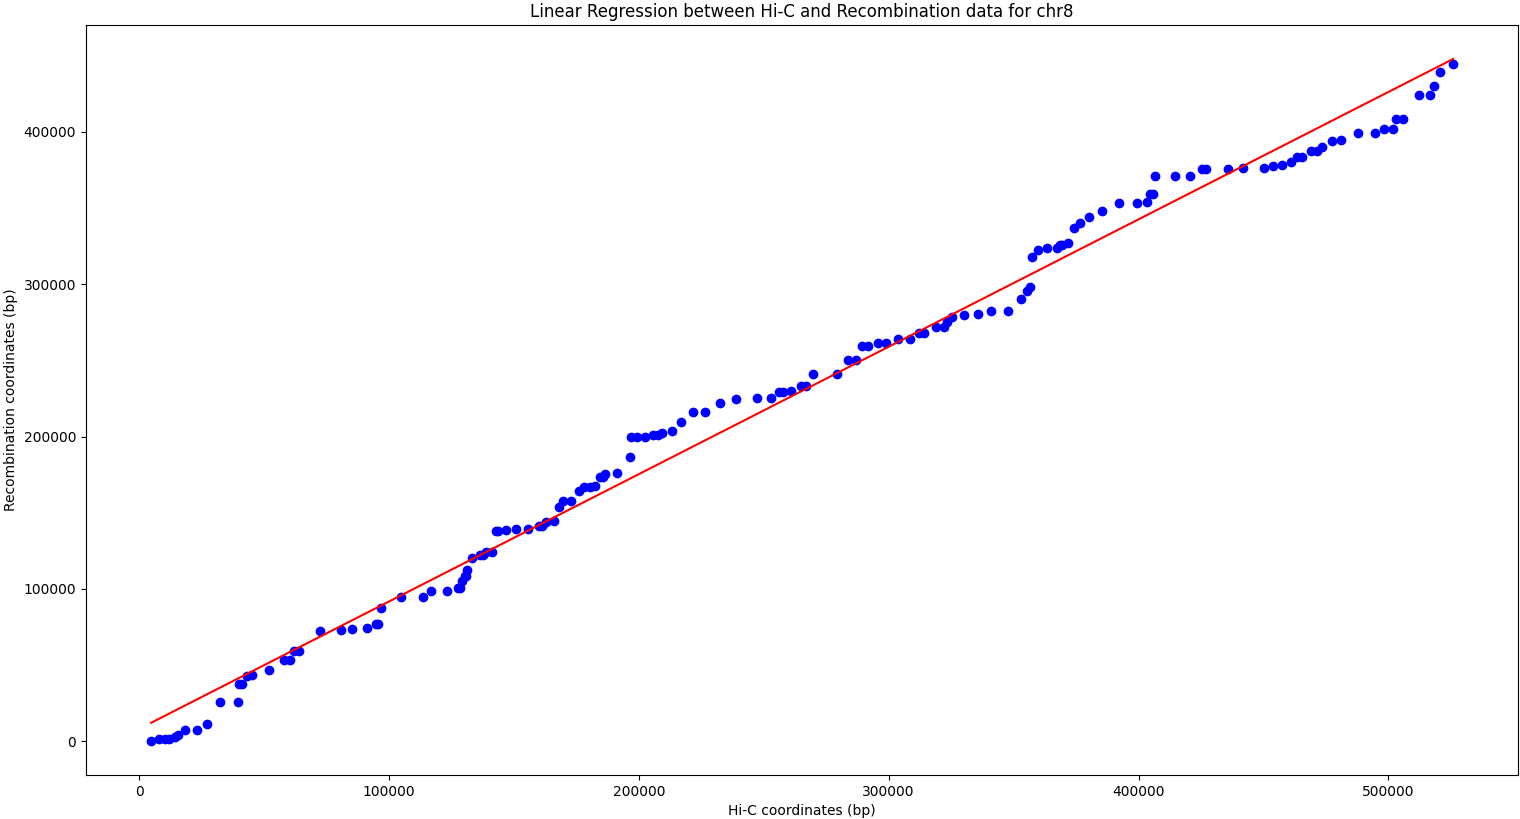 Linear Regression between Hi-C and Recombination data for chr8
Recombination coordinates (bp)
400000
300000
200000
100000
0
0 100000 200000 300000 400000 500000
Hi-C coordinates (bp)